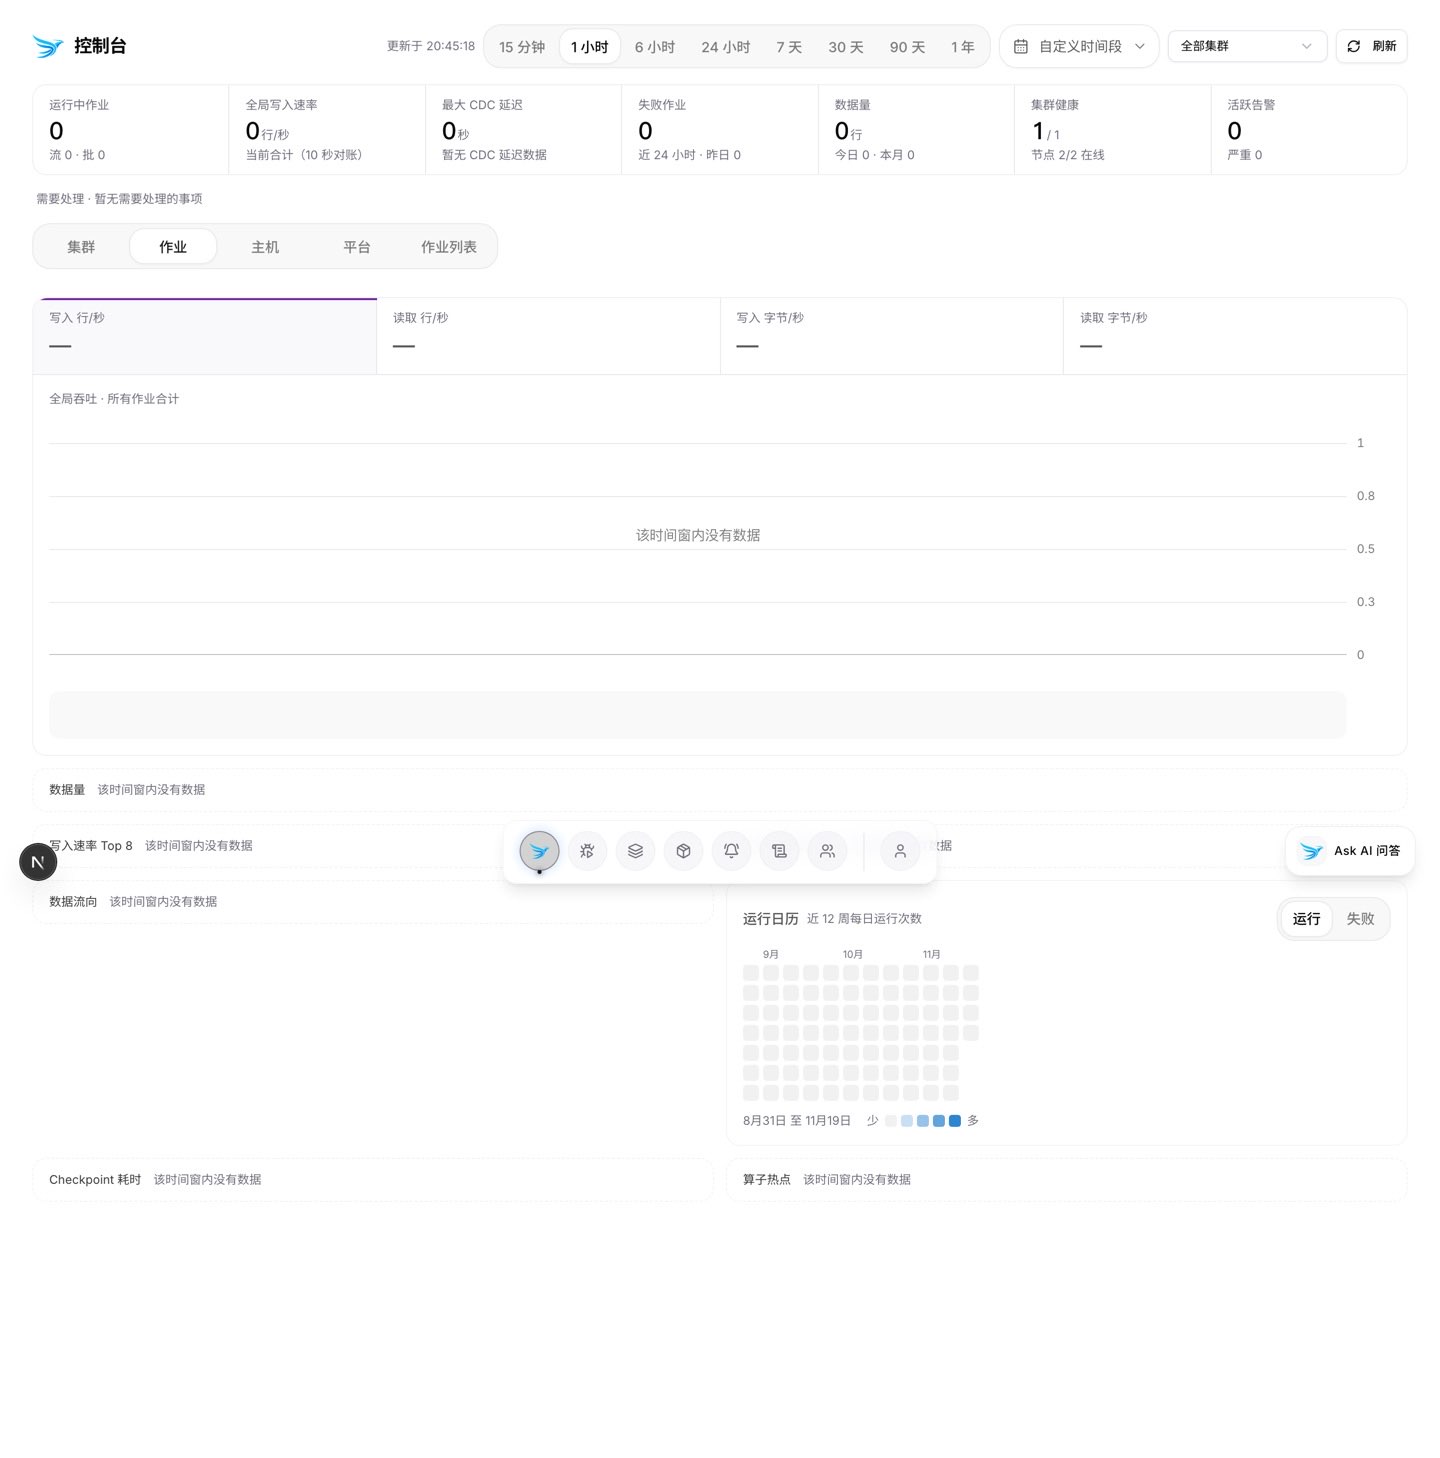 控制台
更新于 20:45:18
15 分钟 1 小时 6 小时 24 小时 7 天 30 天 90 天 1 年
自定义时间段
全部集群
刷新
运行中作业
0
流 0 · 批 0
全局写入速率
0 行/秒
当前合计（10 秒对账）
最大 CDC 延迟
0 秒
暂无 CDC 延迟数据
失败作业
0
近 24 小时 · 昨日 0
数据量
0 行
今日 0 · 本月 0
集群健康
1 / 1
节点 2/2 在线
活跃告警
0
严重 0
需要处理 · 暂无需要处理的事项
集群 作业 主机 平台 作业列表
写入 行/秒
—
读取 行/秒
—
写入 字节/秒
—
读取 字节/秒
—
全局吞吐 · 所有作业合计
1
0.8
该时间窗内没有数据
0.5
0.3
0
数据量 该时间窗内没有数据
写入速率 Top 8 该时间窗内没有数据
数据
N
Ask AI 问答
数据流向 该时间窗内没有数据
运行日历 近 12 周每日运行次数
运行 失败
9月 10月 11月
8月31日 至 11月19日 少 多
Checkpoint 耗时 该时间窗内没有数据
算子热点 该时间窗内没有数据